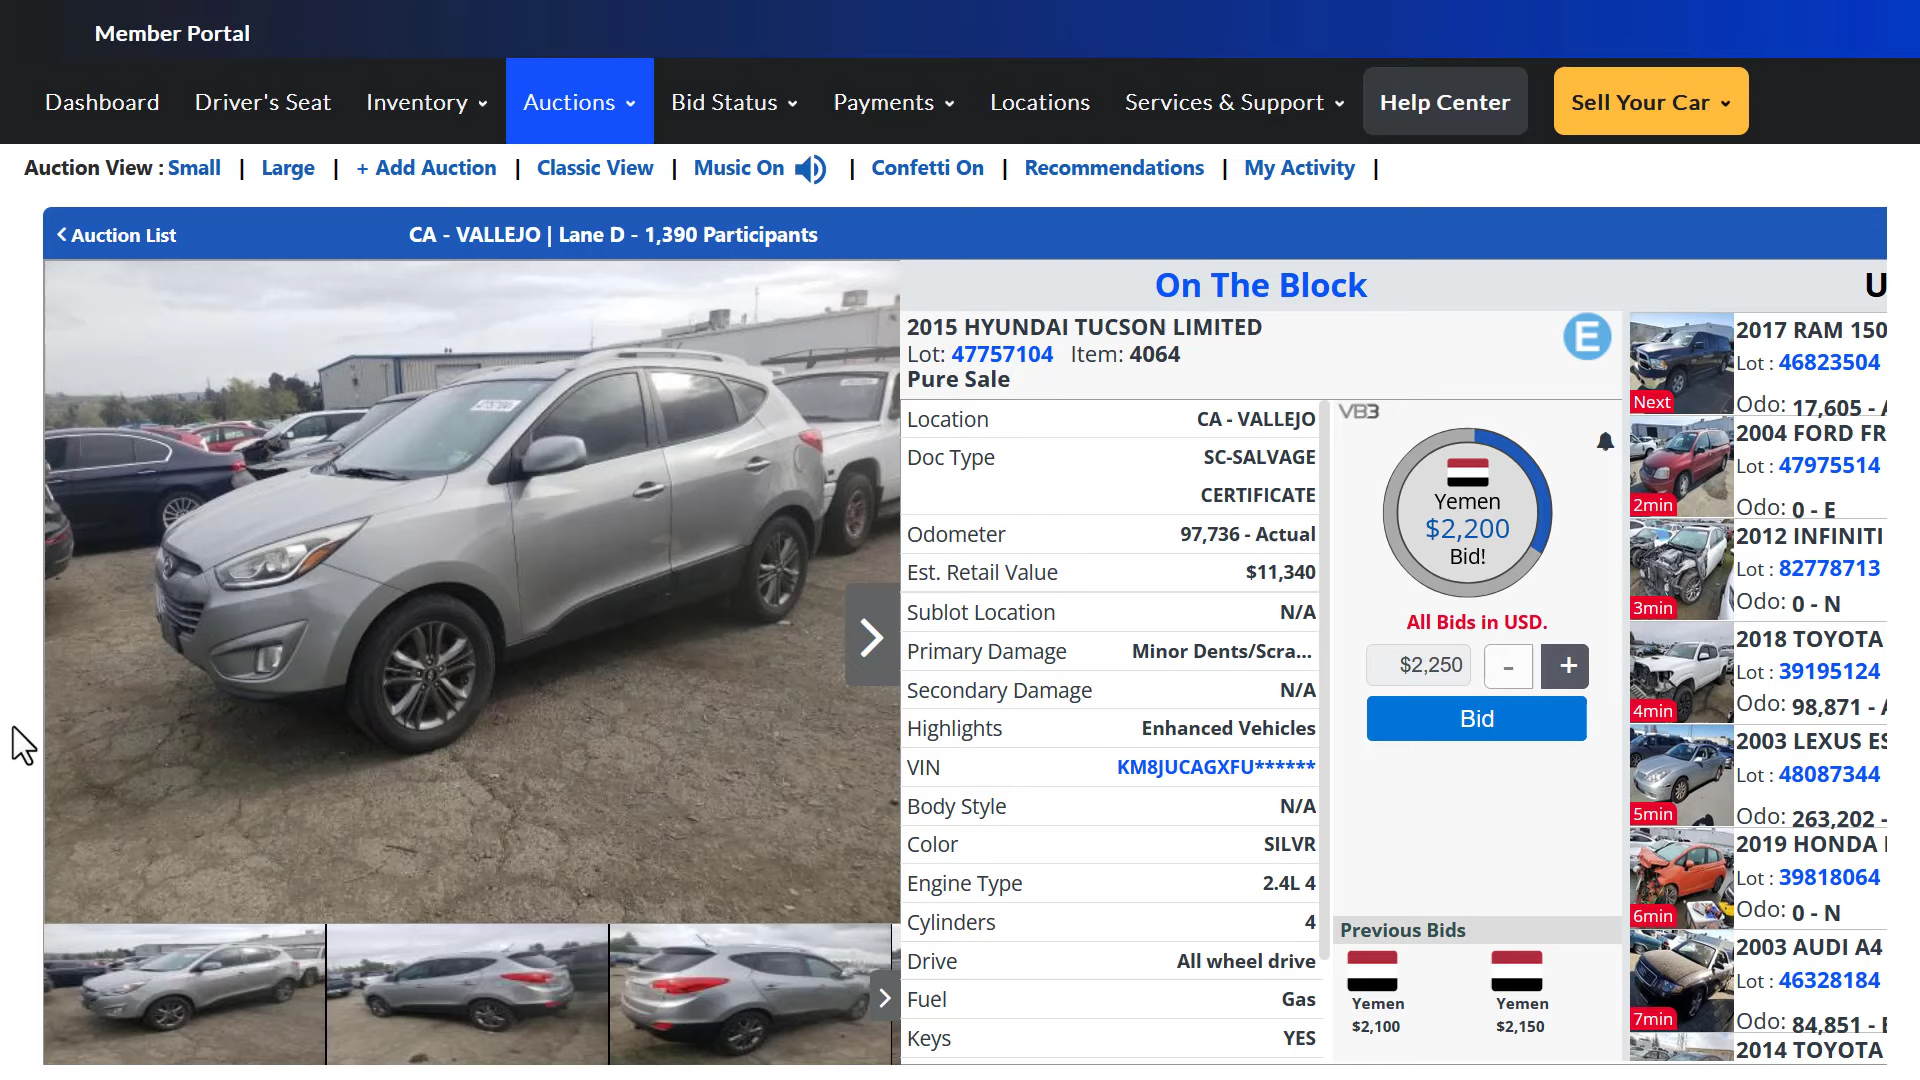 Member Portal
Dashboard Driver's Seat Inventory Auctions Bid Status Payments Locations Services & Support Help Center Sell Your Car
Auction View : Small | Large | + Add Auction | Classic View | Music On | Confetti On | Recommendations | My Activity |
Auction List CA - VALLEJO | Lane D - 1,390 Participants
On The Block
U
2015 HYUNDAI TUCSON LIMITED
Lot: 47757104 Item: 4064
Pure Sale
E
Location CA - VALLEJO
Doc Type SC-SALVAGE
CERTIFICATE
Odometer 97,736 - Actual
Est. Retail Value $11,340
Sublot Location N/A
Primary Damage Minor Dents/Scra...
Secondary Damage N/A
Highlights Enhanced Vehicles
VIN KM8JUCAGXFU******
Body Style N/A
Color SILVR
Engine Type 2.4L 4
Cylinders 4
Drive All wheel drive
Fuel Gas
Keys YES
VB3
Yemen
$2,200
Bid!
All Bids in USD.
$2,250 - +
Bid
Previous Bids
Yemen
$2,100
Yemen
$2,150
2017 RAM 150
Lot : 46823504
Next
Odo: 17,605 -
2004 FORD FR
Lot : 47975514
2min
Odo: 0 - E
2012 INFINITI
Lot : 82778713
3min
Odo: 0 - N
2018 TOYOTA
Lot : 39195124
4min
Odo: 98,871 -
2003 LEXUS ES
Lot : 48087344
5min
Odo: 263,202 -
2019 HONDA
Lot : 39818064
6min
Odo: 0 - N
2003 AUDI A4
Lot : 46328184
7min
Odo: 84,851 - E
2014 TOYOTA